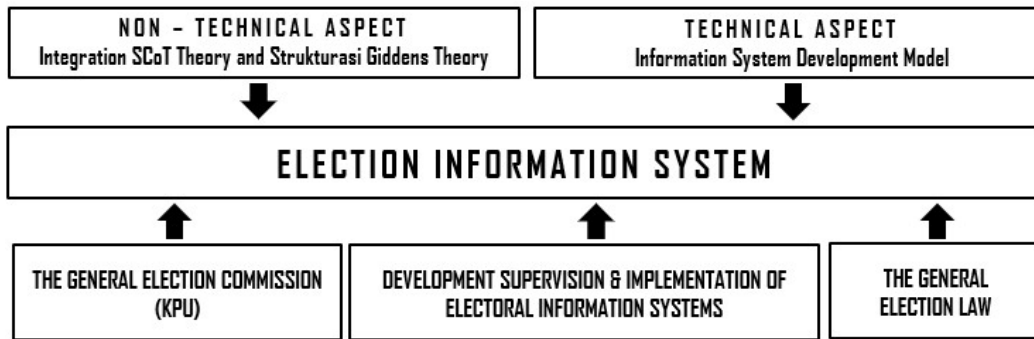 NON – TECHNICAL ASPECT
Integration SCoT Theory and Strukturasi Giddens Theory
TECHNICAL ASPECT
Information System Development Model
ELECTION INFORMATION SYSTEM
THE GENERAL ELECTION COMMISSION
(KPU)
DEVELOPMENT SUPERVISION & IMPLEMENTATION OF
ELECTORAL INFORMATION SYSTEMS
THE GENERAL
ELECTION LAW